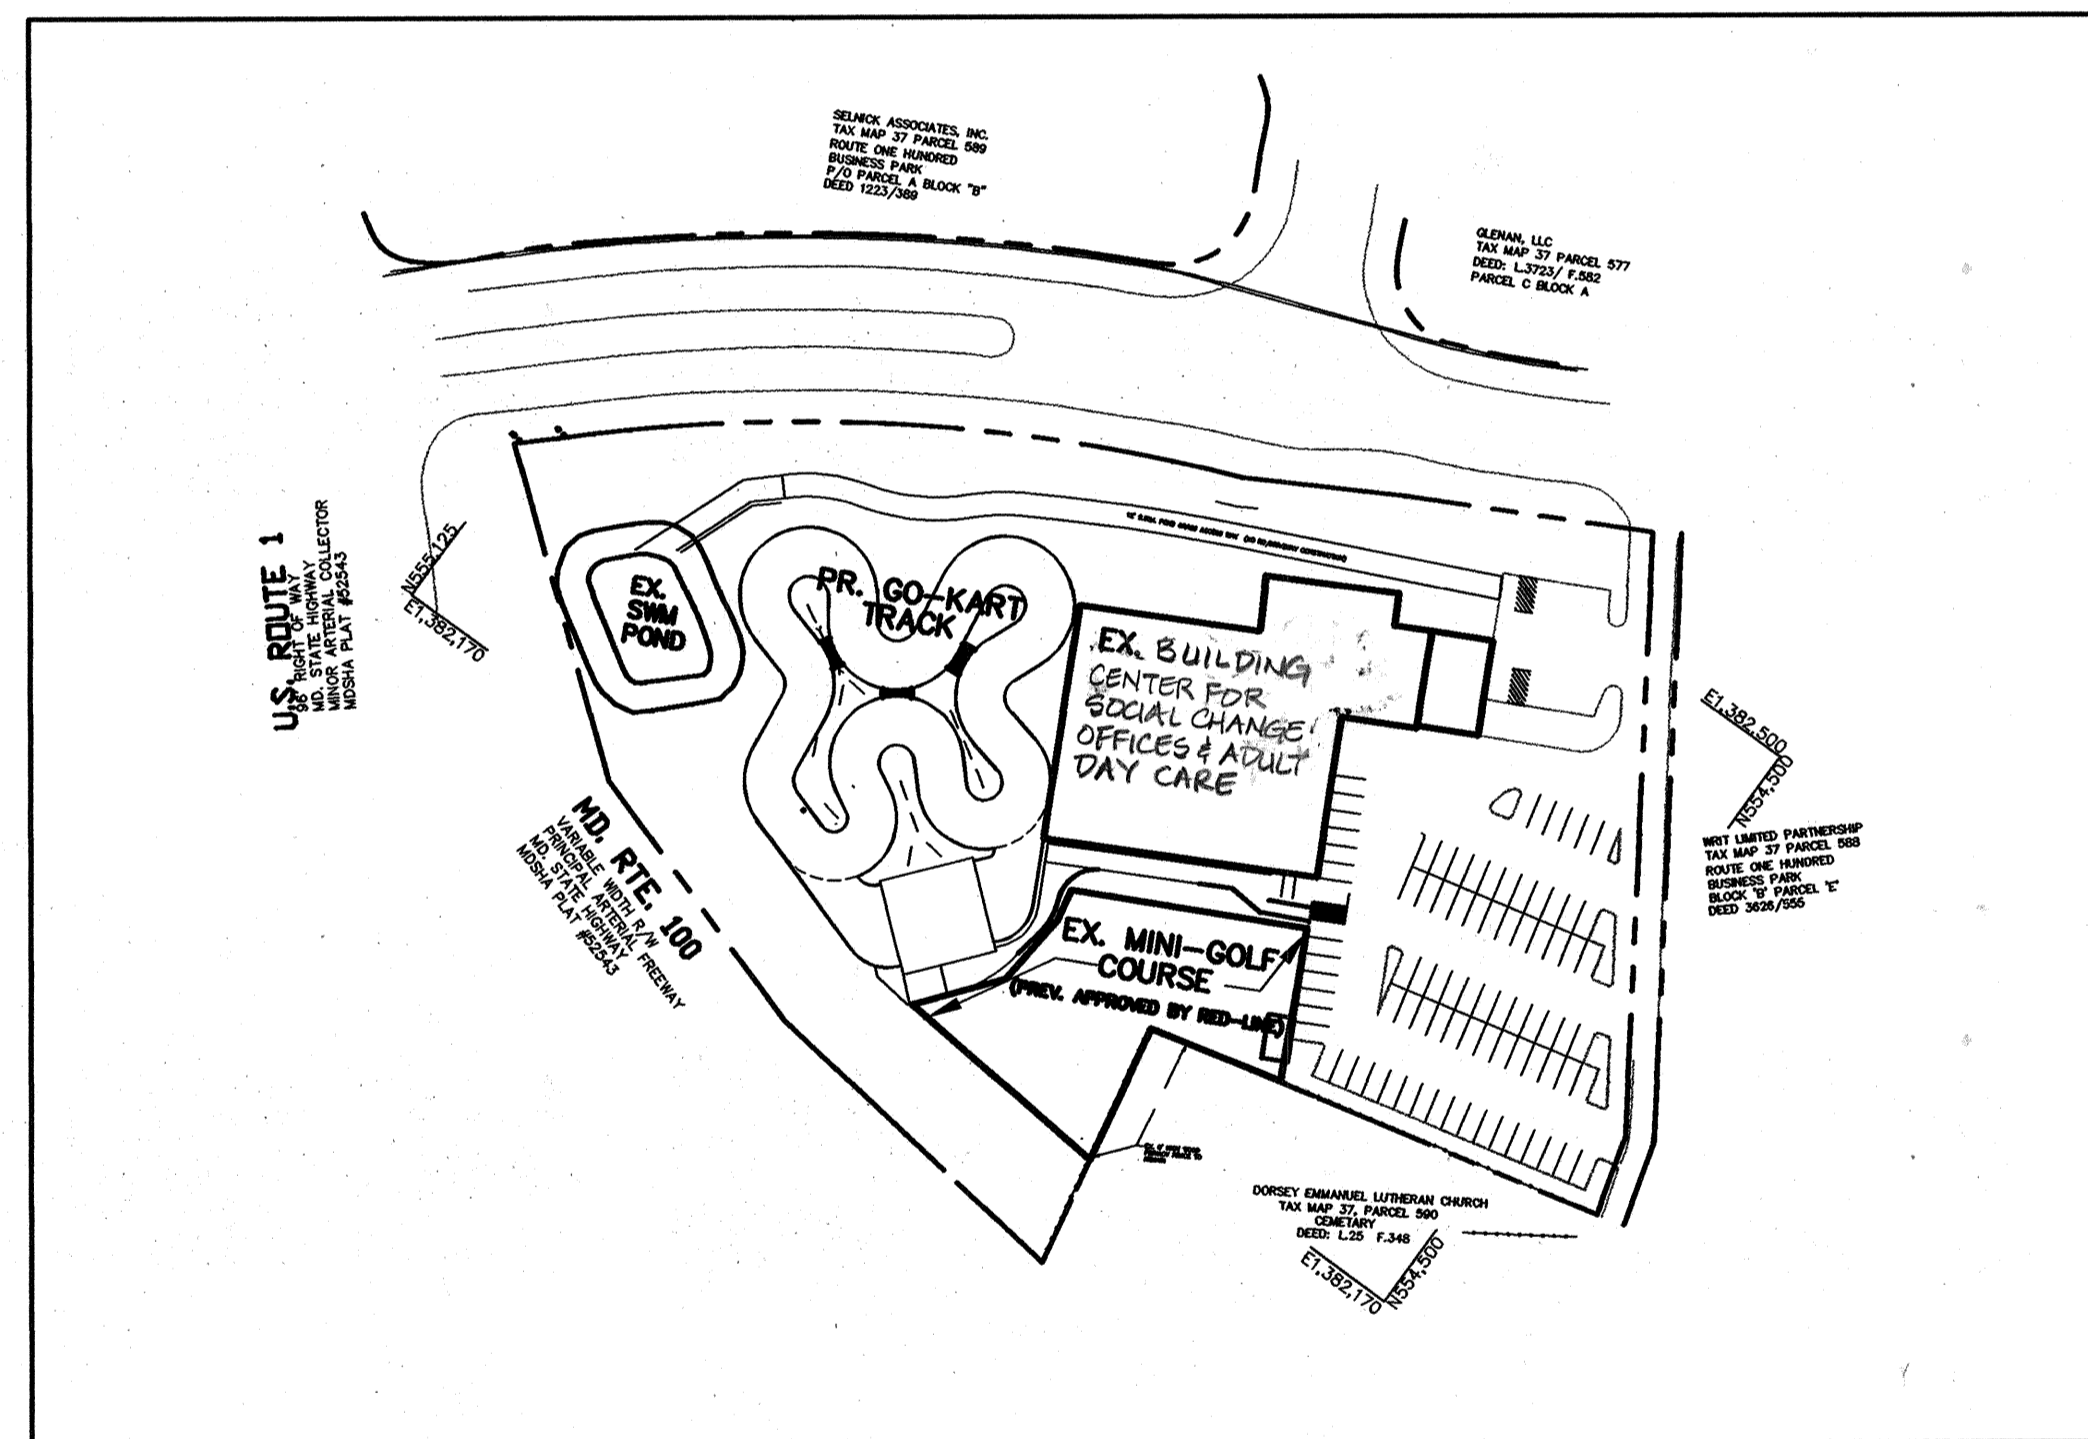 SELNICK ASSOCIATES, INC.
TAX MAP 37 PARCEL 589
ROUTE ONE HUNDRED
BUSINESS PARK
P/O PARCEL A BLOCK "B"
DEED 1223/389
GLENAN, LLC
TAX MAP 37 PARCEL 577
DEED: L.3723/ F.582
PARCEL C BLOCK A
U.S. ROUTE 1
96' RIGHT OF WAY
MD. STATE HIGHWAY
MINOR ARTERIAL COLLECTOR
MDSHA PLAT #52543
N555,125
E1,382,170
EX.
SWM
POND
PR. GO-KART
TRACK
EX. BUILDING
CENTER FOR
SOCIAL CHANGE
OFFICES & ADULT
DAY CARE
E1,382,500
N554,500
MD. RTE. 100
VARIABLE WIDTH R/W
PRINCIPAL ARTERIAL FREEWAY
MD. STATE HIGHWAY
MDSHA PLAT #52543
WRIT LIMITED PARTNERSHIP
TAX MAP 37 PARCEL 588
ROUTE ONE HUNDRED
BUSINESS PARK
BLOCK "B" PARCEL "E"
DEED 3626/555
EX. MINI-GOLF
COURSE
(PREV. APPROVED BY RED-LINE)
DORSEY EMMANUEL LUTHERAN CHURCH
TAX MAP 37, PARCEL 590
CEMETARY
DEED: L.25 F.348
E1,382,170
N554,500